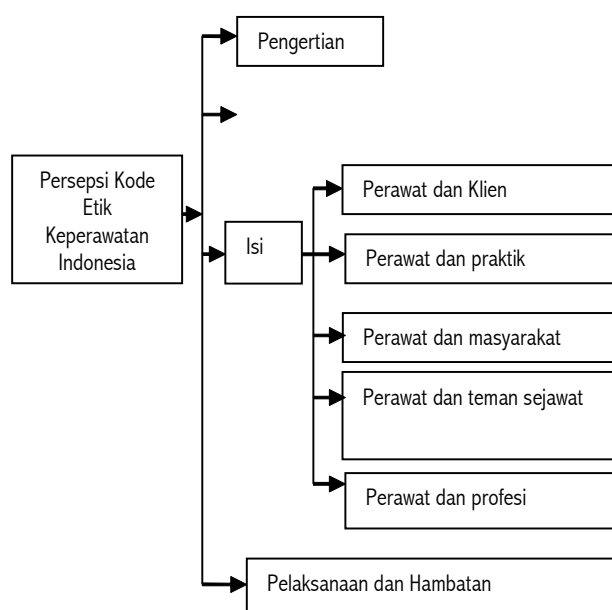 Pengertian
Persepsi Kode
Etik
Keperawatan
Indonesia
Isi
Perawat dan Klien
Perawat dan praktik
Perawat dan masyarakat
Perawat dan teman sejawat
Perawat dan profesi
Pelaksanaan dan Hambatan